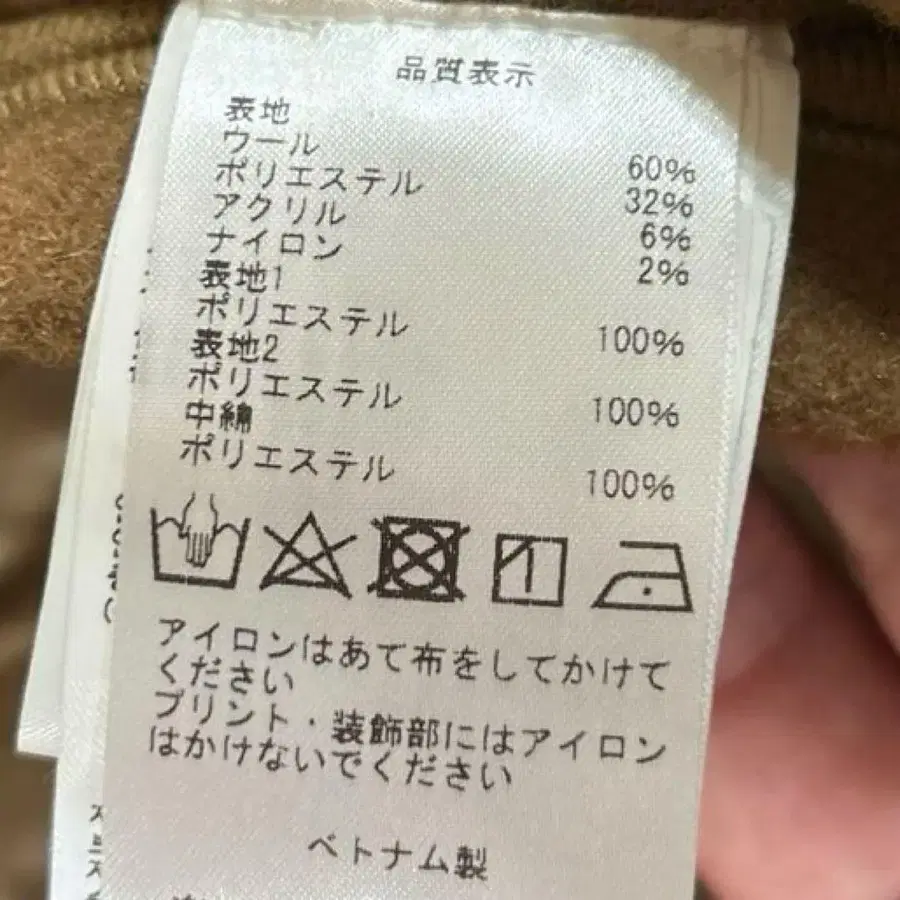 品質表示
表地
ウール 60%
ポリエステル 32%
アクリル 6%
ナイロン 2%
表地1
ポリエステル 100%
表地2
ポリエステル 100%
中綿
ポリエステル 100%
アイロンはあて布をしてかけて
ください
プリント・装飾部にはアイロン
はかけないでください
ベトナム製